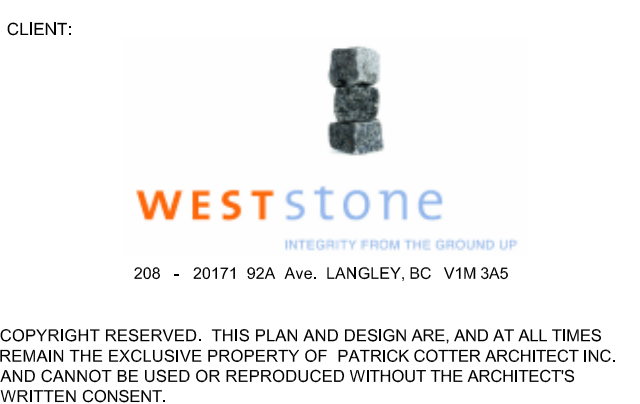 CLIENT:
WESTstone
INTEGRITY FROM THE GROUND UP
208 - 20171 92A Ave. LANGLEY, BC V1M 3A5
COPYRIGHT RESERVED. THIS PLAN AND DESIGN ARE, AND AT ALL TIMES
REMAIN THE EXCLUSIVE PROPERTY OF PATRICK COTTER ARCHITECT INC.
AND CANNOT BE USED OR REPRODUCED WITHOUT THE ARCHITECT'S
WRITTEN CONSENT.